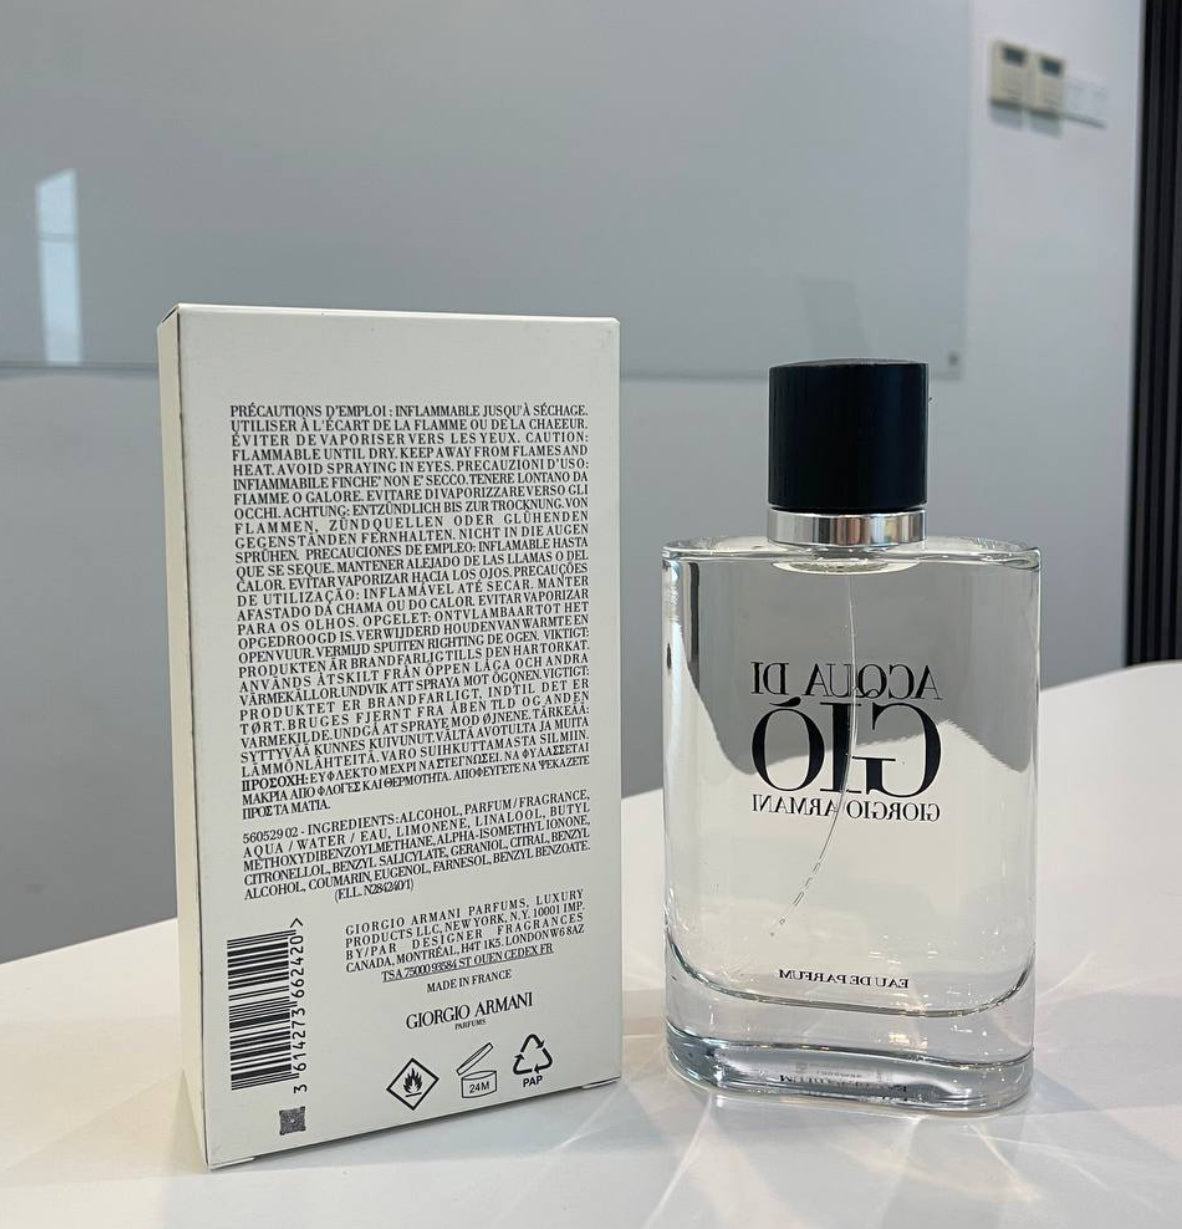 PRÉCAUTIONS D'EMPLOI : INFLAMMABLE JUSQU'À SÉCHAGE.
UTILISER À L'ÉCART DE LA FLAMME OU DE LA CHAEEUR.
ÉVITER DE VAPORISER VERS LES YEUX. CAUTION:
FLAMMABLE UNTIL DRY. KEEP AWAY FROM FLAMES AND
HEAT. AVOID SPRAYING IN EYES. PRECAUZIONI D'USO:
INFIAMMABILE FINCHE' NON E' SECCO. TENERE LONTANO DA
FIAMME O GALORE. EVITARE DI VAPORIZZARE VERSO GLI
OCCHI. ACHTUNG: ENTZÜNDLICH BIS ZUR TROCKNUNG. VON
FLAMMEN, ZÜNDQUELLEN ODER GLÜHENDEN
GEGENSTÄNDEN FERNHALTEN. NICHT IN DIE AUGEN
SPRÜHEN. PRECAUCIONES DE EMPLEO: INFLAMABLE HASTA
QUE SE SEQUE. MANTENER ALEJADO DE LAS LLAMAS O DEL
CALOR. EVITAR VAPORIZAR HACIA LOS OJOS. PRECAUÇÕES
DE UTILIZAÇÃO: INFLAMÁVEL ATÉ SECAR. MANTER
AFASTADO DA CHAMA OU DO CALOR. EVITAR VAPORIZAR
PARA OS OLHOS. OPGELET: ONTVLAMBAAR TOT HET
OPGEDROOGD IS. VERWIJDERD HOUDEN VAN WARMTE EN
OPEN VUUR. VERMIJD SPUITEN RIGHTING DE OGEN. VIKTIGT:
PRODUKTEN ÄR BRANDFARLIG TILLS DEN HAR TORKAT.
ANVÄNDS ÅTSKILT FRÅN ÖPPEN LÅGA OCH ANDRA
VÄRMEKÄLLOR. UNDVIK ATT SPRAYA MOT ÖGONEN. VIGTIGT:
PRODUKTET ER BRANDFARLIGT, INDTIL DET ER
TØRT. BRUGES FJERNT FRA ÅBEN TLD OG ANDEN
VARMEKILDE. UNDGÅ AT SPRAYE MOD ØJNENE. TÄRKEÄÄ:
SYTTYVÄÄ KUNNES KUIVUNUT. VÄLTÄ AVOTULTA JA MUITA
LÄMMÖNLÄHTEITÄ. VARO SUIHKUTTAMASTA SILMIIN.
ΠΡΟΣΟΧΗ: ΕΥΦΛΕΚΤΟ ΜΕΧΡΙ ΝΑ ΣΤΕΓΝΩΣΕΙ. ΝΑ ΦΥΛΑΣΣΕΤΑΙ
ΜΑΚΡΙΑ ΑΠΟ ΦΛΟΓΕΣ ΚΑΙ ΘΕΡΜΟΤΗΤΑ. ΑΠΟΦΕΥΓΕΤΕ ΝΑ ΨΕΚΑΖΕΤΕ
ΠΡΟΣ ΤΑ ΜΑΤΙΑ.
5605292 02 - INGREDIENTS: ALCOHOL, PARFUM / FRAGRANCE,
AQUA / WATER / EAU, LIMONENE, LINALOOL, BUTYL
METHOXYDIBENZOYLMETHANE, ALPHA-ISOMETHYL IONONE,
CITRONELLOL, BENZYL SALICYLATE, GERANIOL, CITRAL, BENZYL
ALCOHOL, COUMARIN, EUGENOL, FARNESOL, BENZYL BENZOATE.
(F.I.L. N284240/1)
GIORGIO ARMANI PARFUMS, LUXURY
PRODUCTS LLC, NEW YORK, N.Y. 10001 IMP.
BY/PAR DESIGNER FRAGRANCES
CANADA, MONTRÉAL, H4T 1K5. LONDON W6 8AZ
TSA 75000 93584 ST OUEN CEDEX FR
MADE IN FRANCE
GIORGIO ARMANI
PARFUMS
3 614273 662420 >
24M
PAP
ACQUA DI
GIÒ
GIORGIO ARMANI
EAU DE PARFUM